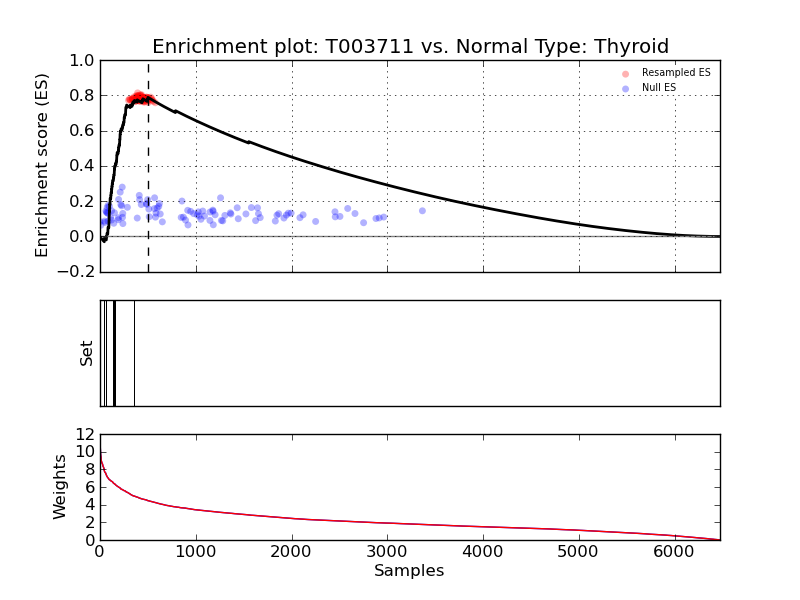 Enrichment plot: T003711 vs. Normal Type: Thyroid
1.0
0.8
0.6
0.4
0.2
0.0
−0.2
Enrichment score (ES)
Resampled ES
Null ES
Set
12
10
8
6
4
2
0
Weights
0 1000 2000 3000 4000 5000 6000
Samples